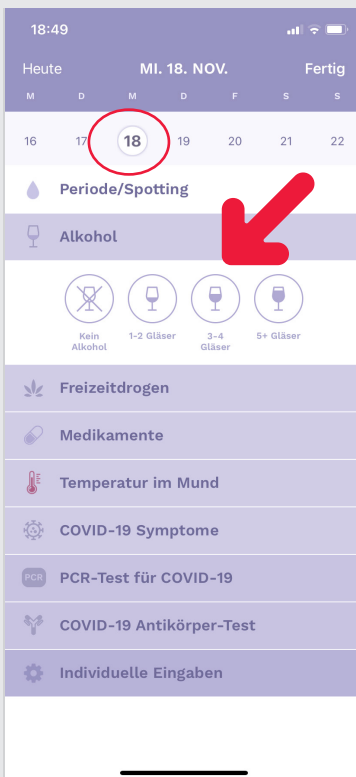 18:49
Heute MI. 18. NOV. Fertig
M D M D F S S
16 17 18 19 20 21 22
Periode/Spotting
Alkohol
Kein Alkohol
1-2 Gläser
3-4 Gläser
5+ Gläser
Freizeitdrogen
Medikamente
Temperatur im Mund
COVID-19 Symptome
PCR PCR-Test für COVID-19
COVID-19 Antikörper-Test
Individuelle Eingaben